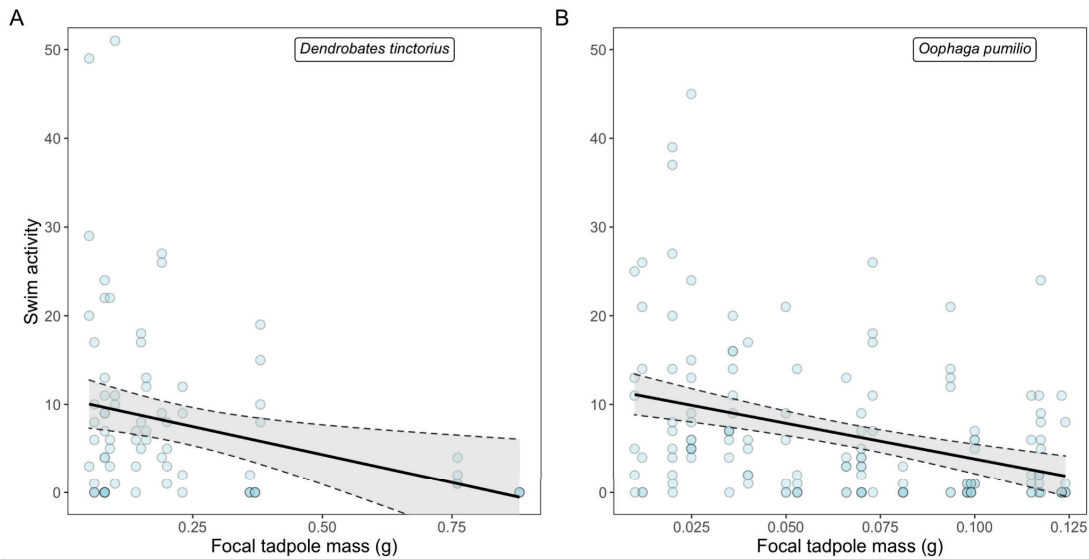 A
B
Dendrobates tinctorius
Oophaga pumilio
Swim activity
50
40
30
20
10
0
0.25
0.50
0.75
Focal tadpole mass (g)
50
40
30
20
10
0
0.025
0.050
0.075
0.100
0.125
Focal tadpole mass (g)